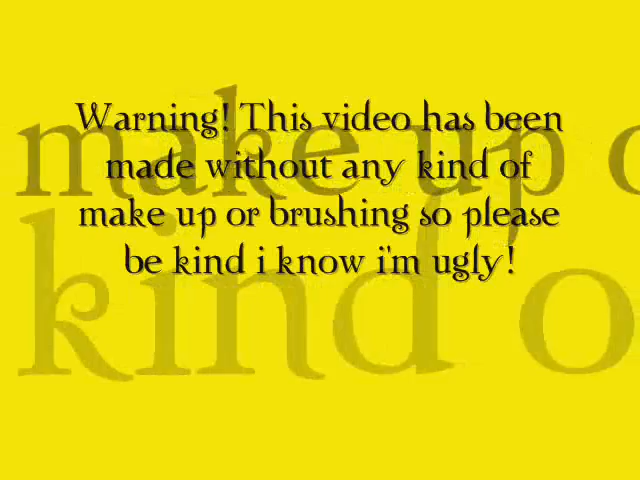 Warning! This video has been
made without any kind of
make up or brushing so please
be kind i know i'm ugly!
make up o
kind o